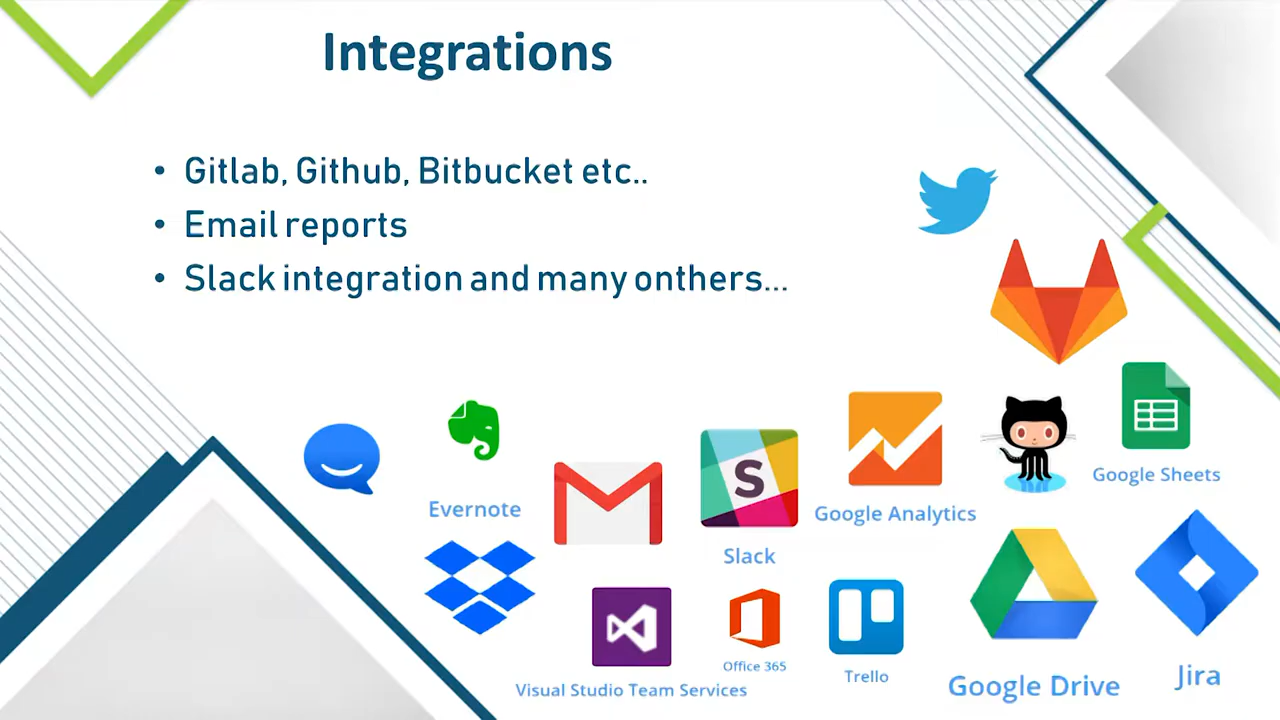 Integrations
• Gitlab, Github, Bitbucket etc..
• Email reports
• Slack integration and many onthers...
Google Sheets
Evernote
Google Analytics
S
Slack
Office 365
Trello
Jira
Google Drive
Visual Studio Team Services